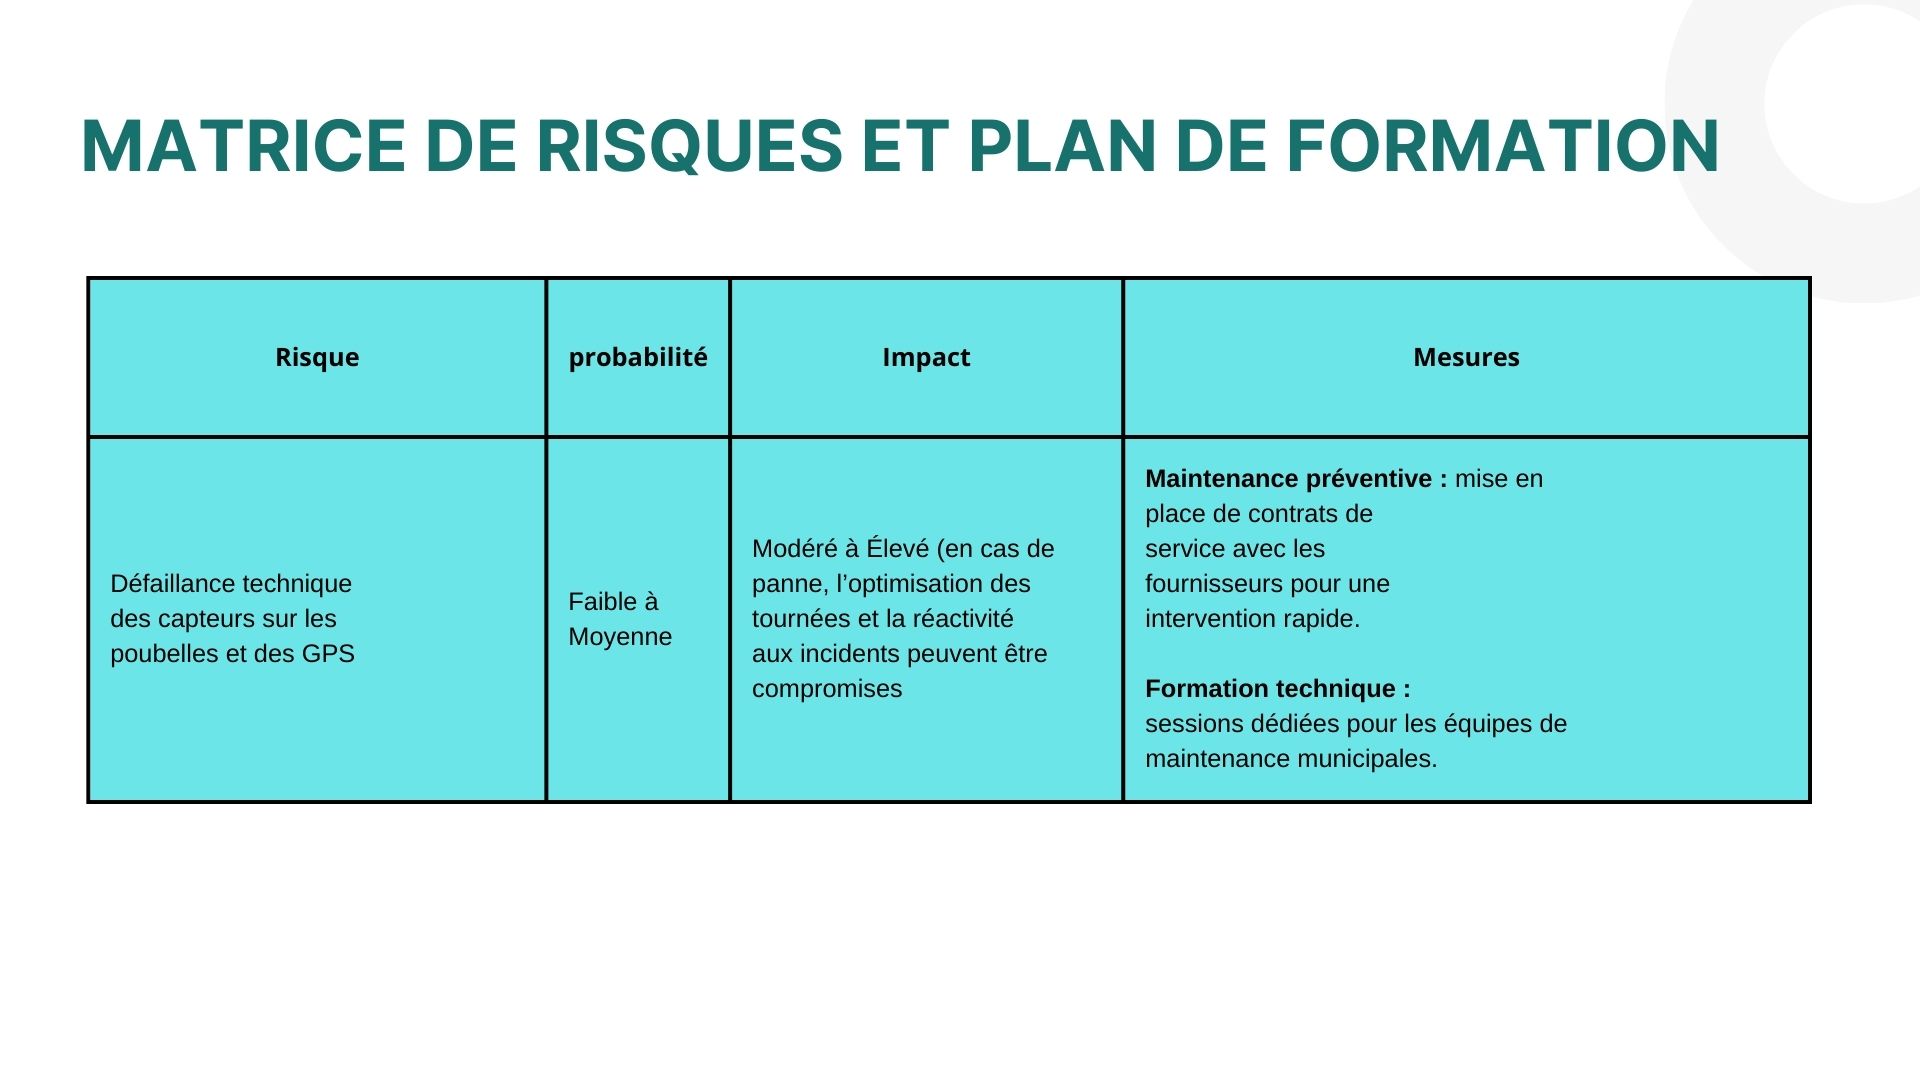 MATRICE DE RISQUES ET PLAN DE FORMATION
Risque
probabilité
Impact
Mesures
Défaillance technique
des capteurs sur les
poubelles et des GPS
Faible à
Moyenne
Modéré à Élevé (en cas de
panne, l’optimisation des
tournées et la réactivité
aux incidents peuvent être
compromises
Maintenance préventive : mise en
place de contrats de
service avec les
fournisseurs pour une
intervention rapide.
Formation technique :
sessions dédiées pour les équipes de
maintenance municipales.